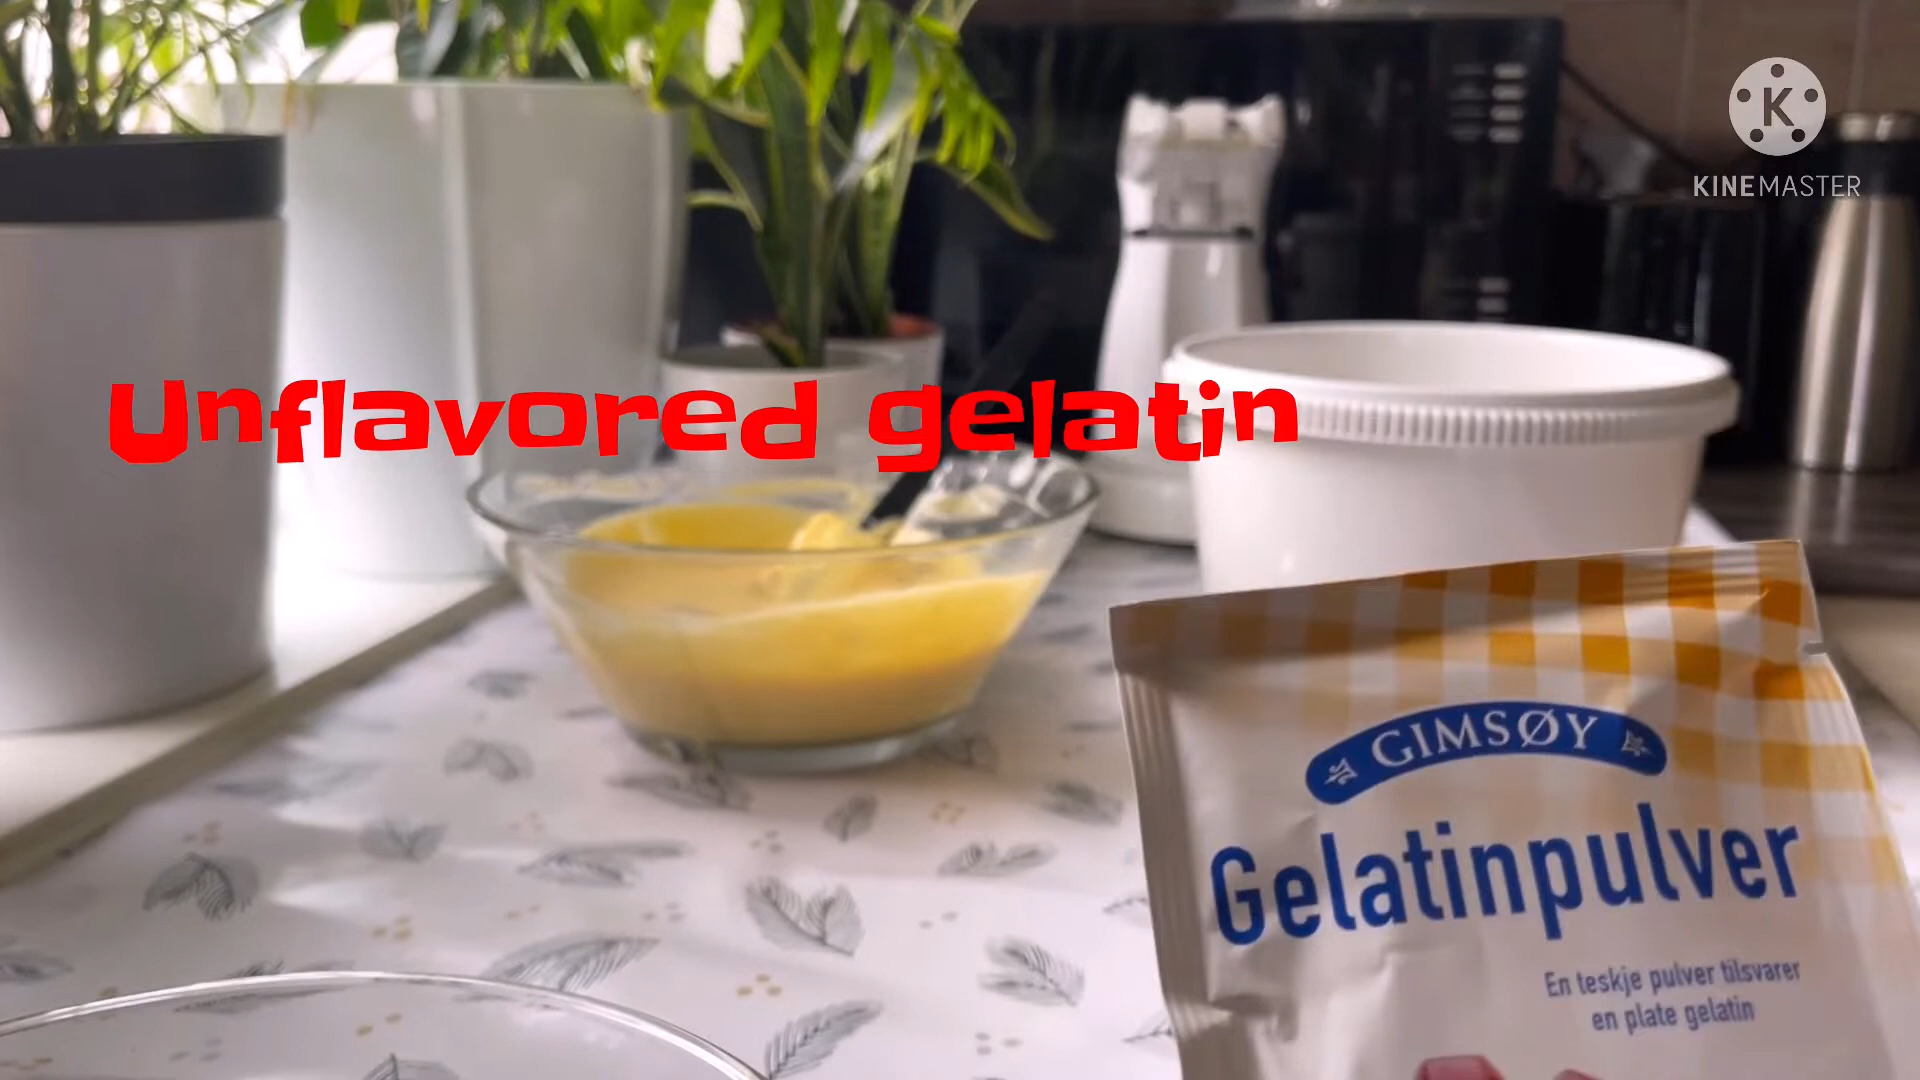 K
KINEMASTER
Unflavored gelatin
GIMSØY
Gelatinpulver
En teskje pulver tilsvarer
en plate gelatin